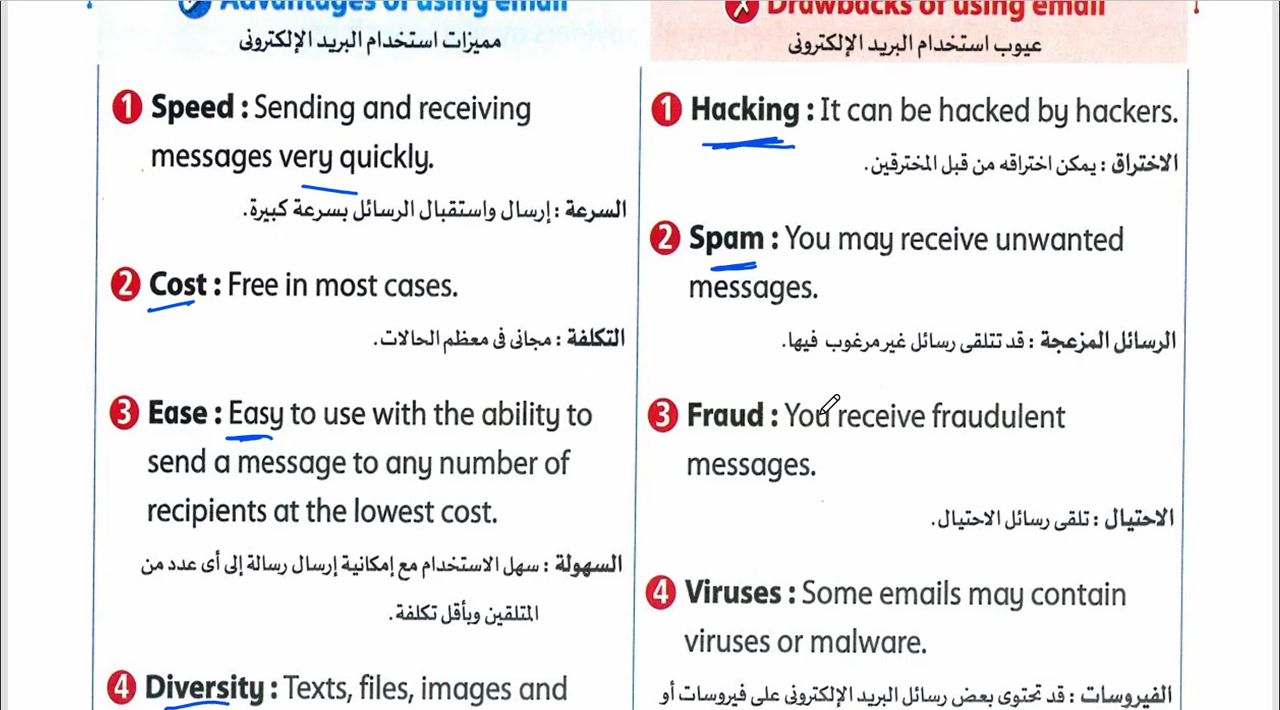 Advantages of using email
مميزات استخدام البريد الإلكترونى
1 Speed : Sending and receiving
messages very quickly.
السرعة : إرسال واستقبال الرسائل بسرعة كبيرة.
2 Cost : Free in most cases.
التكلفة : مجانى فى معظم الحالات.
3 Ease : Easy to use with the ability to
send a message to any number of
recipients at the lowest cost.
السهولة : سهل الاستخدام مع إمكانية إرسال رسالة إلى أى عدد من
المتلقين وبأقل تكلفة.
4 Diversity : Texts, files, images and
Drawbacks of using email
عيوب استخدام البريد الإلكترونى
1 Hacking : It can be hacked by hackers.
الاختراق : يمكن اختراقه من قبل المخترقين.
2 Spam : You may receive unwanted
messages.
الرسائل المزعجة : قد تتلقى رسائل غير مرغوب فيها.
3 Fraud : You receive fraudulent
messages.
الاحتيال : تلقى رسائل الاحتيال.
4 Viruses : Some emails may contain
viruses or malware.
الفيروسات : قد تحتوى بعض رسائل البريد الإلكترونى على فيروسات أو